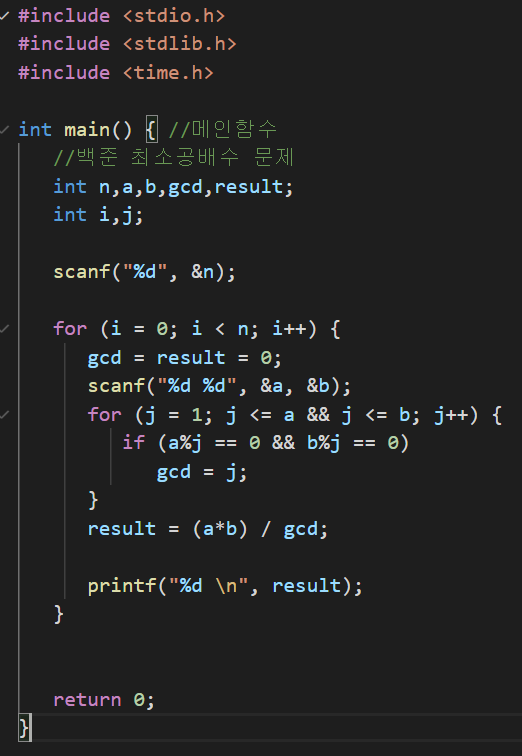 #include <stdio.h>
#include <stdlib.h>
#include <time.h>
int main() { //메인함수
//백준 최소공배수 문제
int n,a,b,gcd,result;
int i,j;
scanf("%d", &n);
for (i = 0; i < n; i++) {
gcd = result = 0;
scanf("%d %d", &a, &b);
for (j = 1; j <= a && j <= b; j++) {
if (a%j == 0 && b%j == 0)
gcd = j;
}
result = (a*b) / gcd;
printf("%d \n", result);
}
return 0;
}